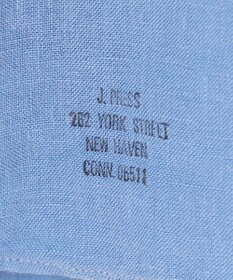 J. PRESS
262 YORK STREET
NEW HAVEN
CONN. 06511